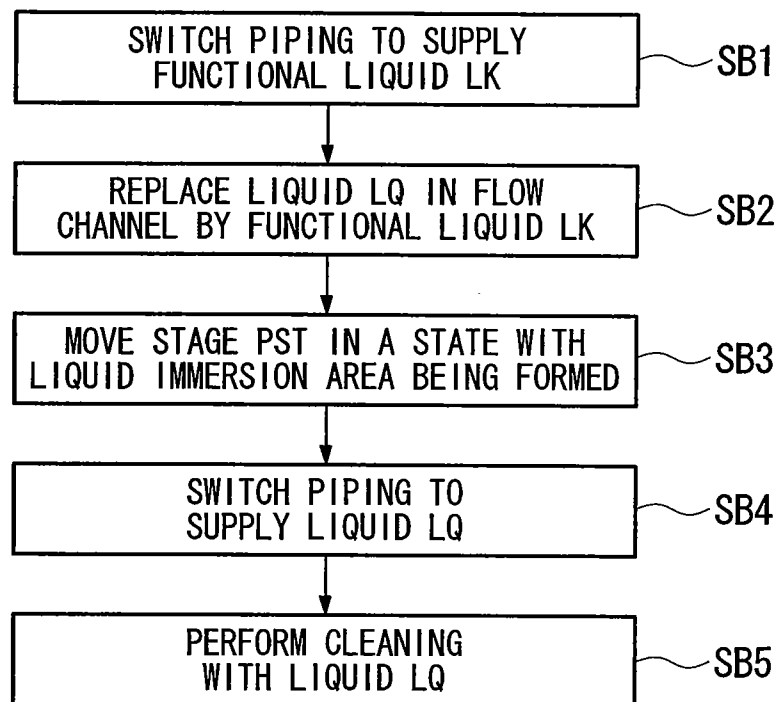 SWITCH PIPING TO SUPPLY
FUNCTIONAL LIQUID LK
SB1
REPLACE LIQUID LQ IN FLOW
CHANNEL BY FUNCTIONAL LIQUID LK
SB2
MOVE STAGE PST IN A STATE WITH
LIQUID IMMERSION AREA BEING FORMED
SB3
SWITCH PIPING TO
SUPPLY LIQUID LQ
SB4
PERFORM CLEANING
WITH LIQUID LQ
SB5